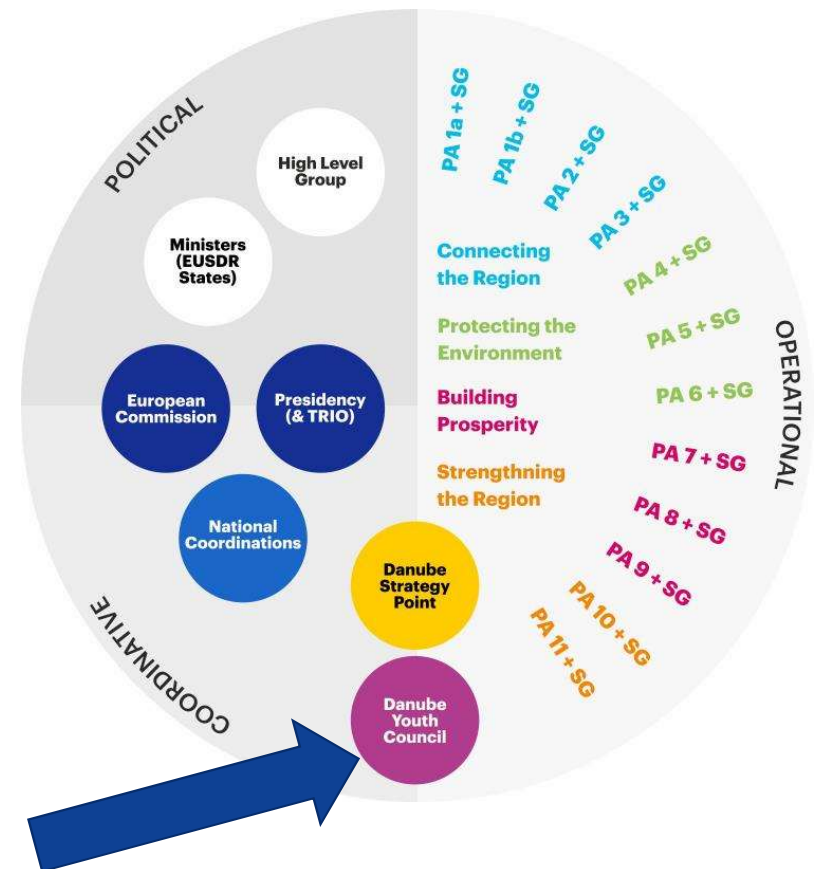 POLITICAL
High Level
Group
Ministers
(EUSDR
States)
European
Commission
Presidency
(& TRIO)
National
Coordinations
COORDINATIVE
Danube
Strategy
Point
Danube
Youth
Council
Connecting
the Region
Protecting the
Environment
Building
Prosperity
Strengthning
the Region
PA 1a + SG
PA 1b + SG
PA 2 + SG
PA 3 + SG
PA 4 + SG
PA 5 + SG
PA 6 + SG
PA 7 + SG
PA 8 + SG
PA 9 + SG
PA 10 + SG
PA 11 + SG
OPERATIONAL